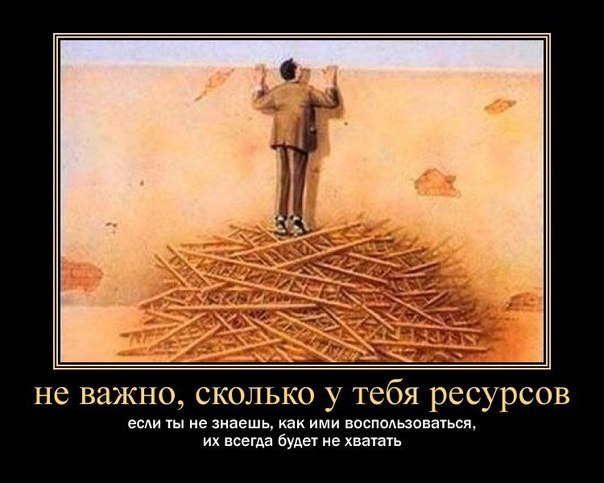 не важно, сколько у тебя ресурсов
если ты не знаешь, как ими воспользоваться,
их всегда будет не хватать